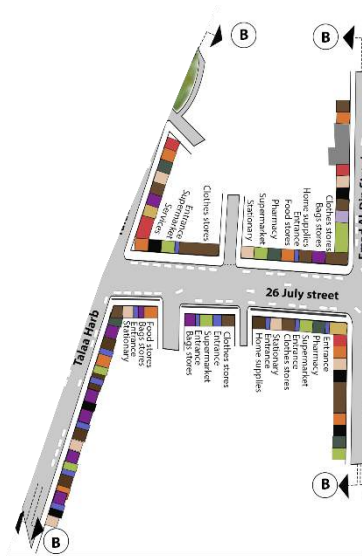 B
B
Clothes stores
Entrance
Supermarket
Services
Stationary
Supermarket
Pharmacy
Food stores
Entrance
Home supplies
Bags stores
Clothes stores
26 July street
Talaa Harb
Food stores
Bags stores
Entrance
Stationary
Clothes stores
Entrance
Supermarket
Entrance
Bags stores
Entrance
Pharmacy
Supermarket
Entrance
Clothes stores
Stationary
Entrance
Home supplies
B
B